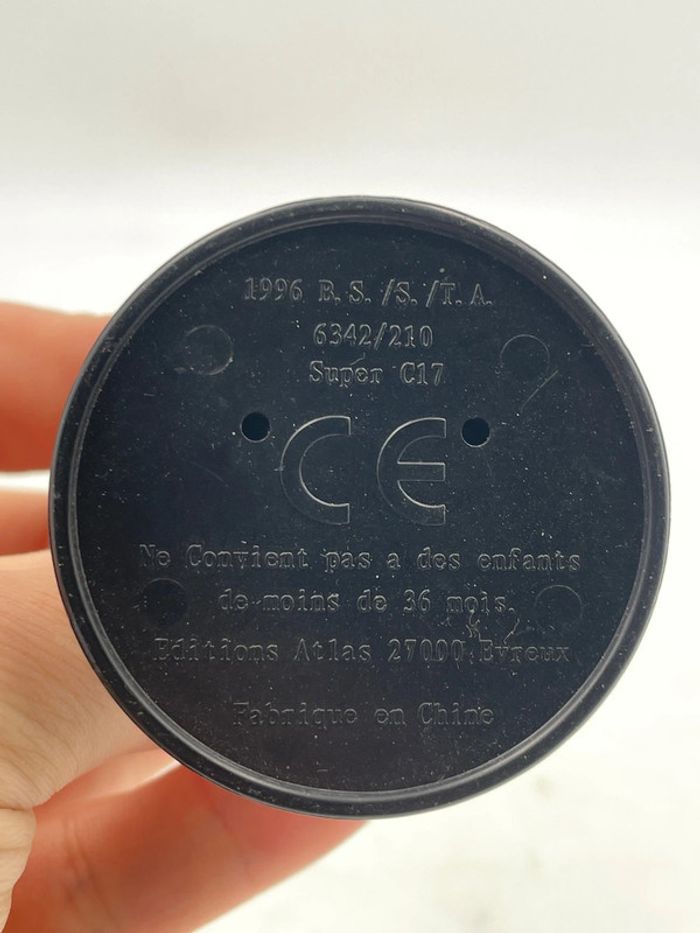 1996 B.S./S./T.A.
6342/210
Super C17
CE
Ne Convient pas a des enfants
de moins de 36 mois.
Editions Atlas 27000 Evreux
Fabrique en Chine